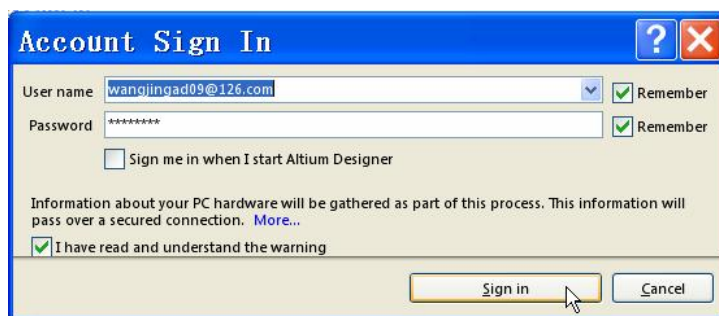 Account Sign In
User name wangjingad09@126.com Remember
Password ******** Remember
Sign me in when I start Altium Designer
Information about your PC hardware will be gathered as part of this process. This information will
pass over a secured connection. More...
I have read and understand the warning
Sign in Cancel